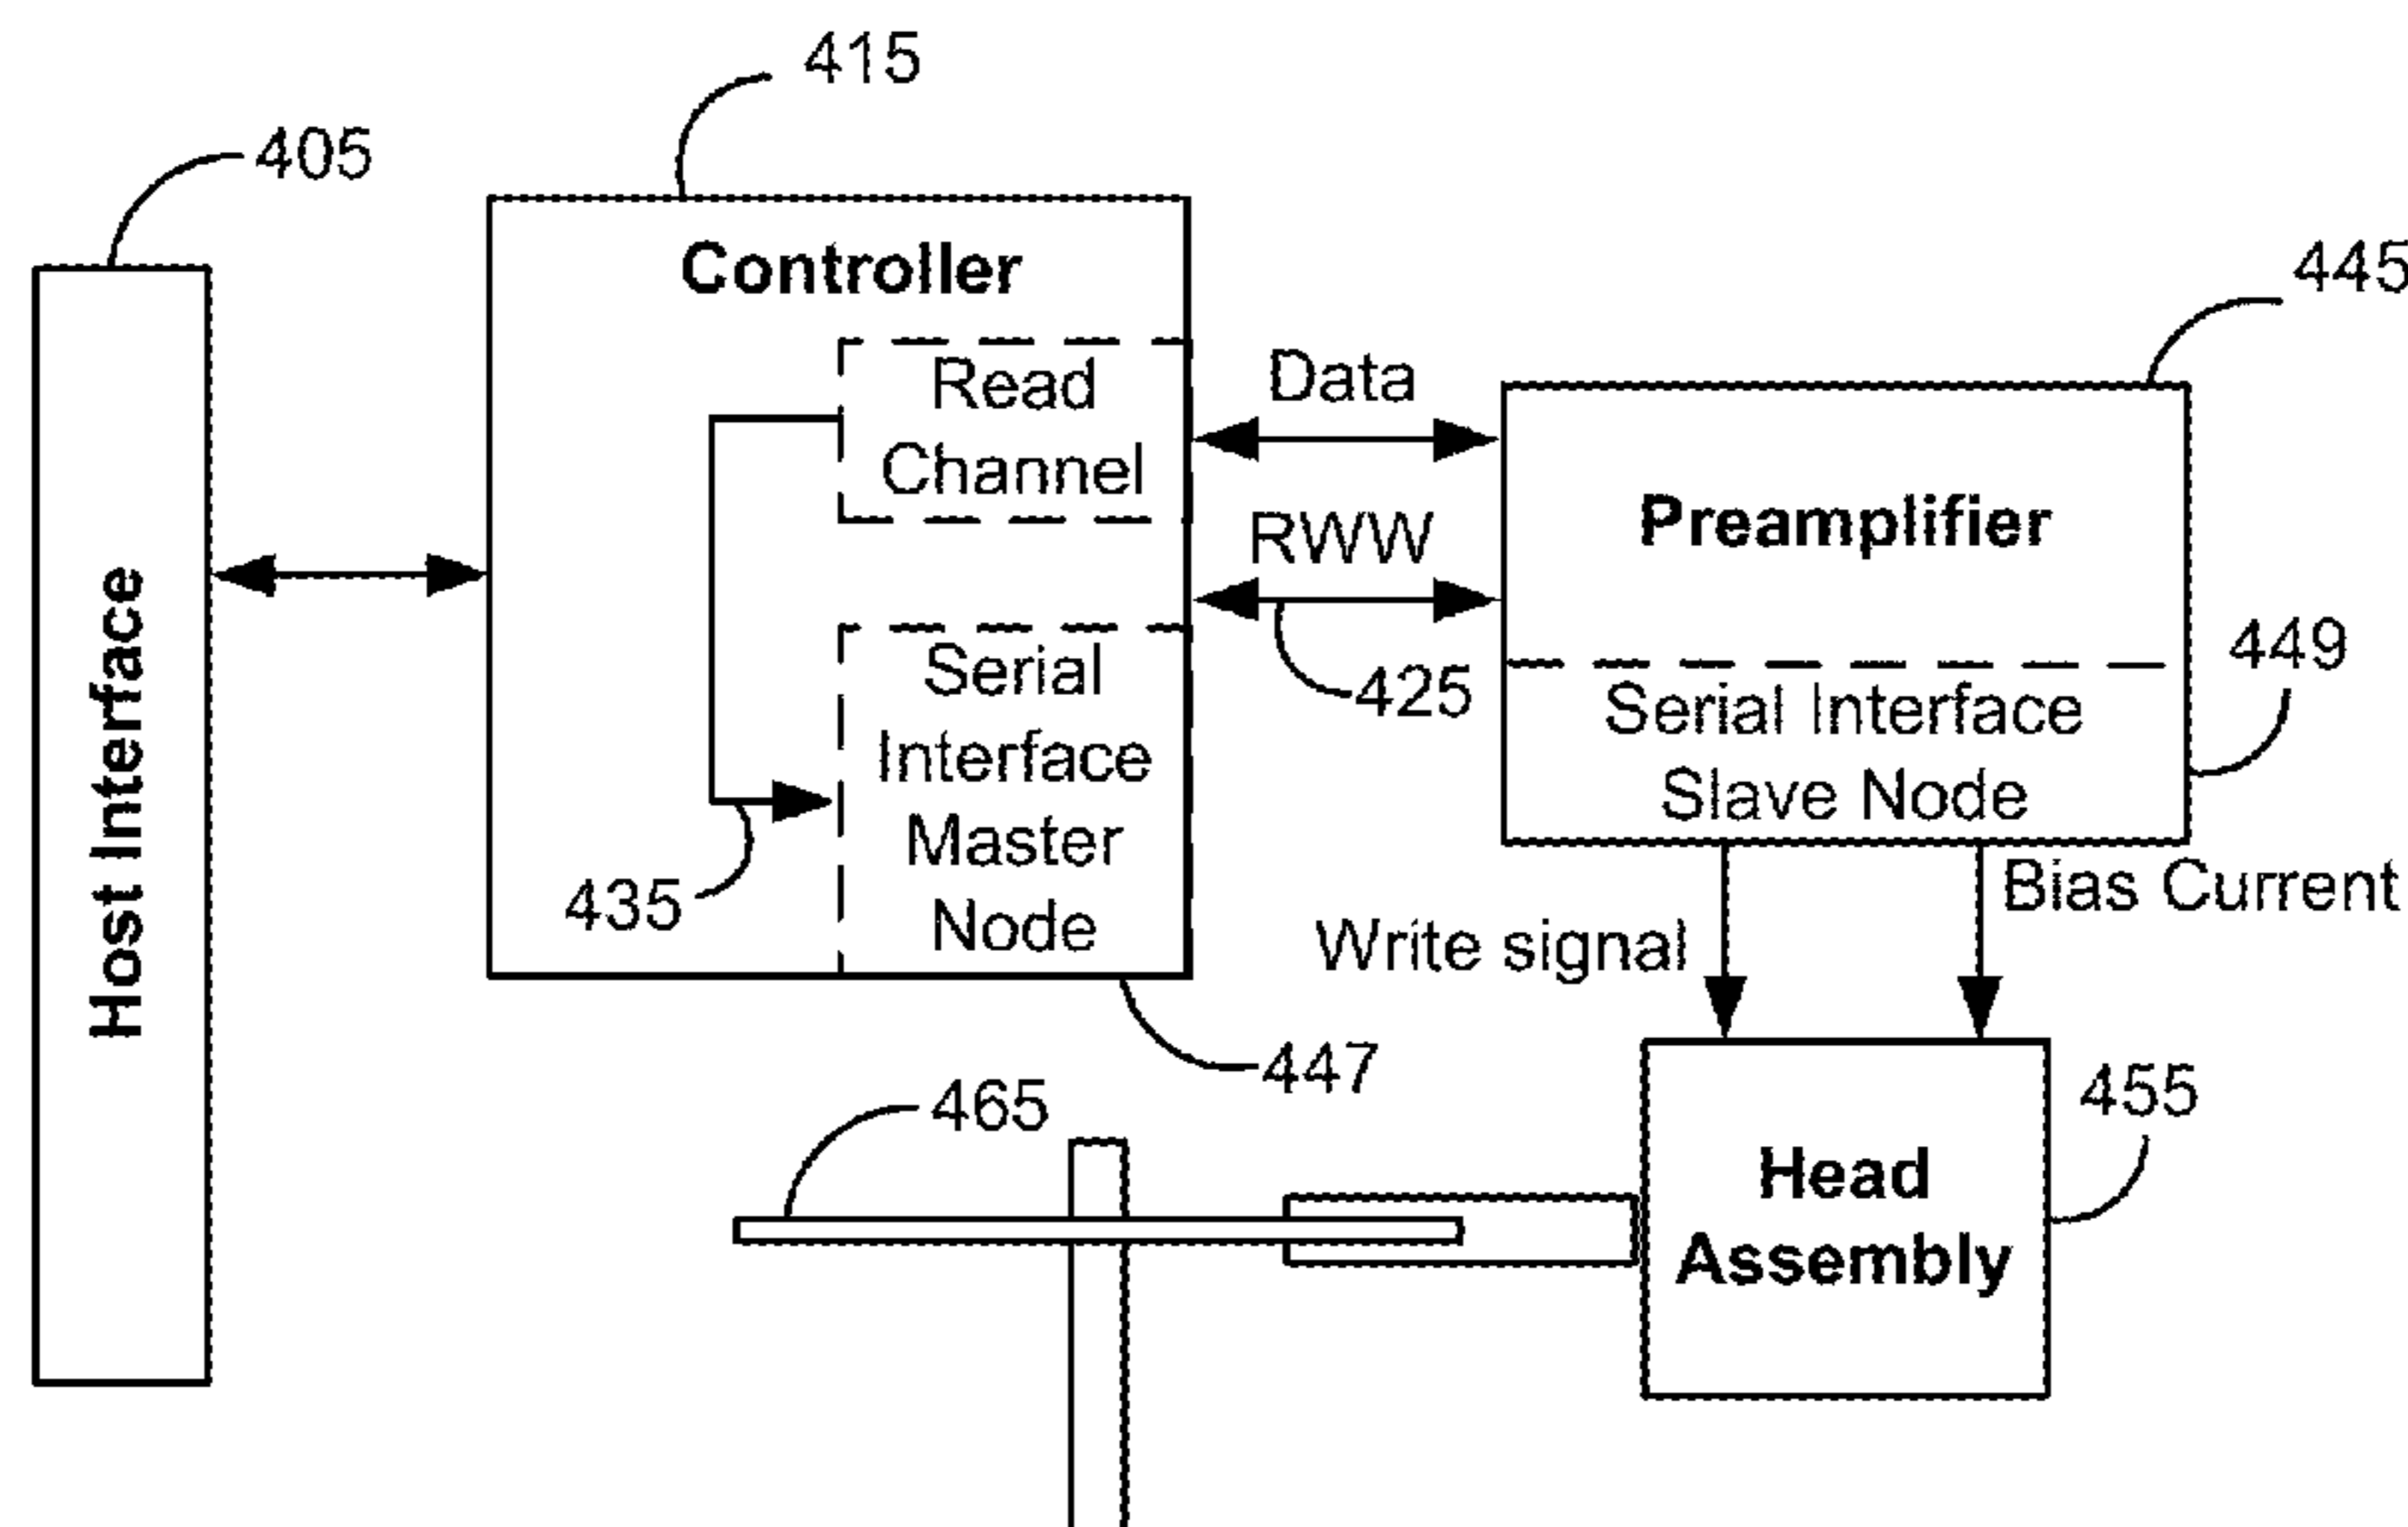 415
405
Controller
445
Read
Channel
Data
RWW
Preamplifier
425
449
Serial
Interface
Master
Node
Serial Interface
Slave Node
435
Host Interface
Write signal
Bias Current
447
465
455
Head
Assembly